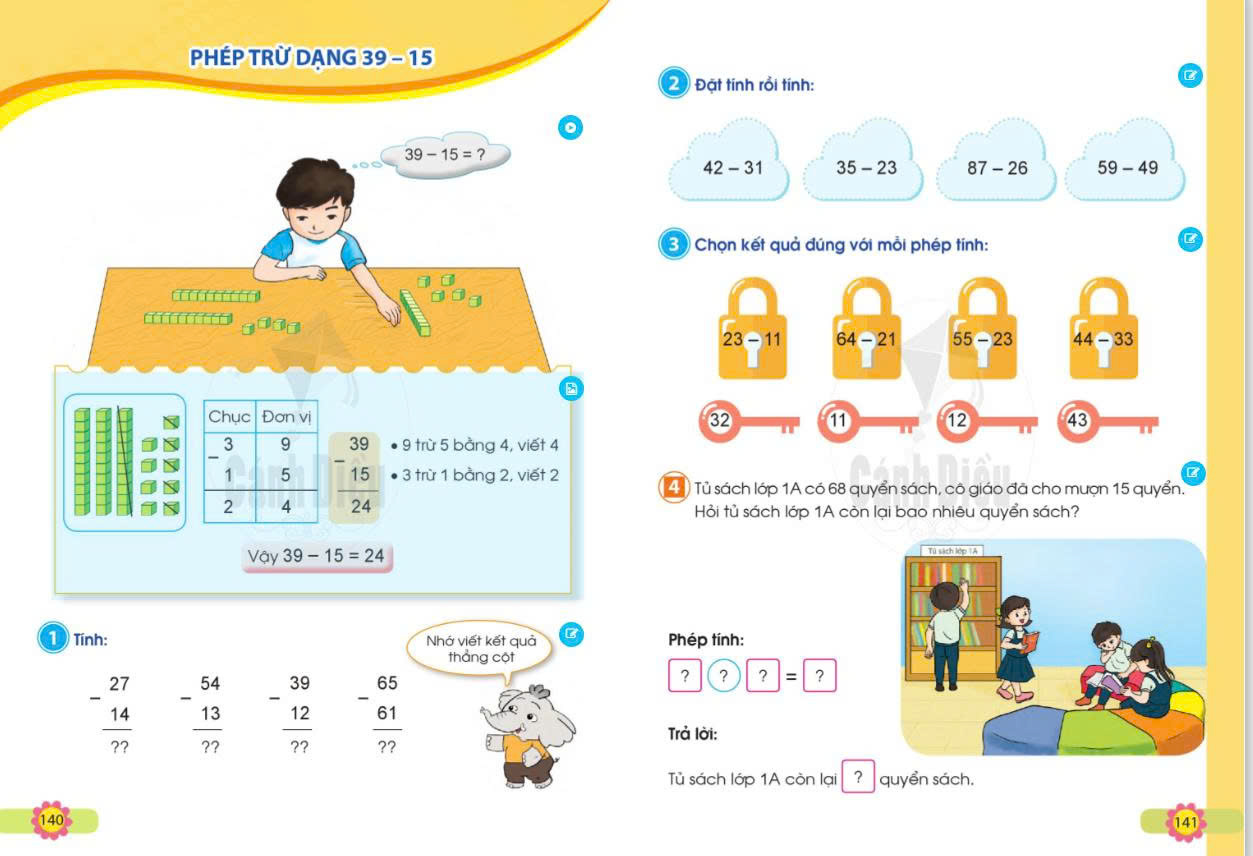 PHÉP TRỪ DẠNG 39 – 15
39 – 15 = ?
Chục Đơn vị
– 3 9
1 5
2 4
– 39
15
24
• 9 trừ 5 bằng 4, viết 4
• 3 trừ 1 bằng 2, viết 2
Vậy 39 – 15 = 24
1 Tính:
Nhớ viết kết quả
thẳng cột
– 27 – 54 – 39 – 65
14 13 12 61
?? ?? ?? ??
140
2 Đặt tính rồi tính:
42 – 31 35 – 23 87 – 26 59 – 49
3 Chọn kết quả đúng với mỗi phép tính:
23 – 11 64 – 21 55 – 23 44 – 33
32 11 12 43
Cánh Diều
Cánh Diều
4 Tủ sách lớp 1A có 68 quyển sách, cô giáo đã cho mượn 15 quyển.
Hỏi tủ sách lớp 1A còn lại bao nhiêu quyển sách?
Tủ sách lớp 1A
Phép tính:
? ? ? = ?
Trả lời:
Tủ sách lớp 1A còn lại ? quyển sách.
141